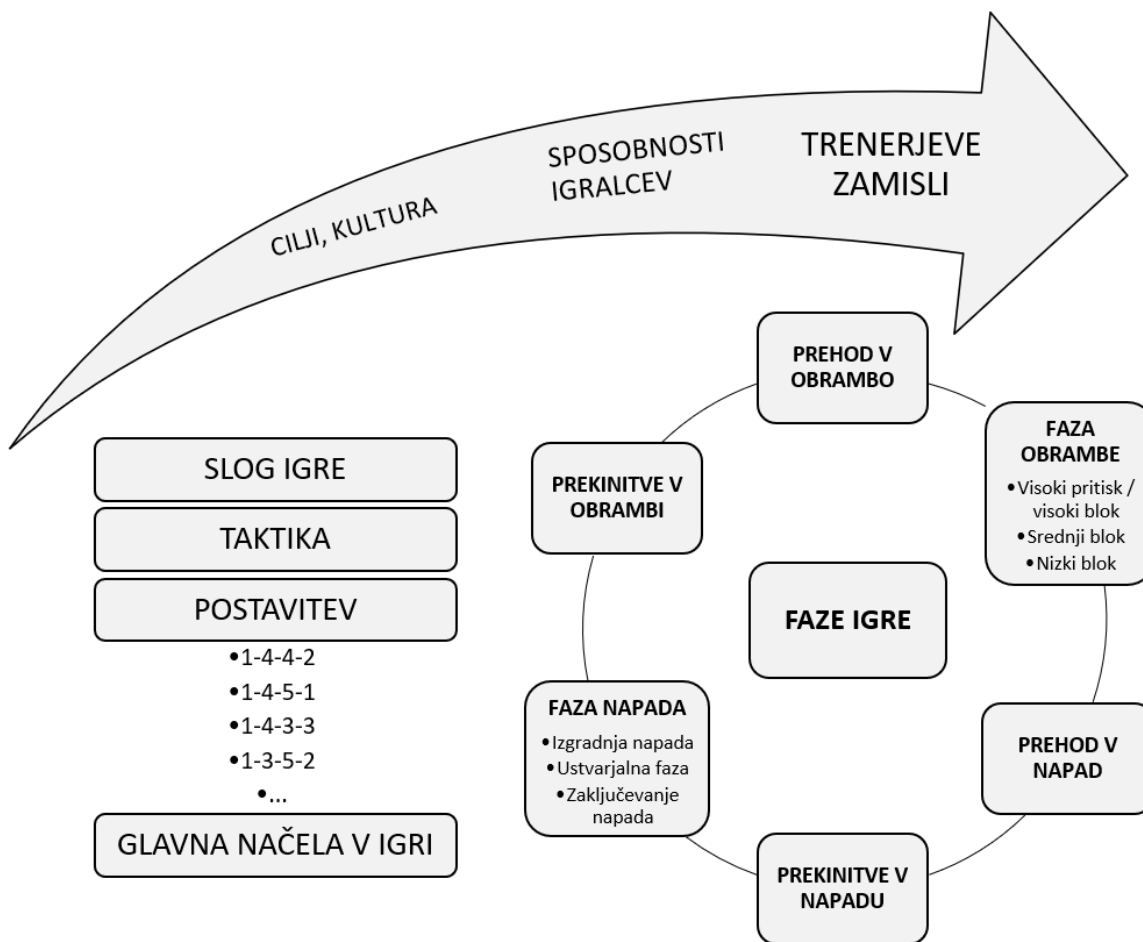 CILJI, KULTURA
SPOSOBNOSTI
IGRALCEV
TRENERJEVE
ZAMISLI
SLOG IGRE
TAKTIKA
POSTAVITEV
•1-4-4-2
•1-4-5-1
•1-4-3-3
•1-3-5-2
•...
GLAVNA NAČELA V IGRI
FAZE IGRE
PREHOD V
OBRAMBO
FAZA
OBRAMBE
•Visoki pritisk /
visoki blok
•Srednji blok
•Nizki blok
PREHOD V
NAPAD
PREKINITVE V
NAPADU
FAZA NAPADA
•Izgradnja napada
•Ustvarjalna faza
•Zaključevanje
napada
PREKINITVE V
OBRAMBI